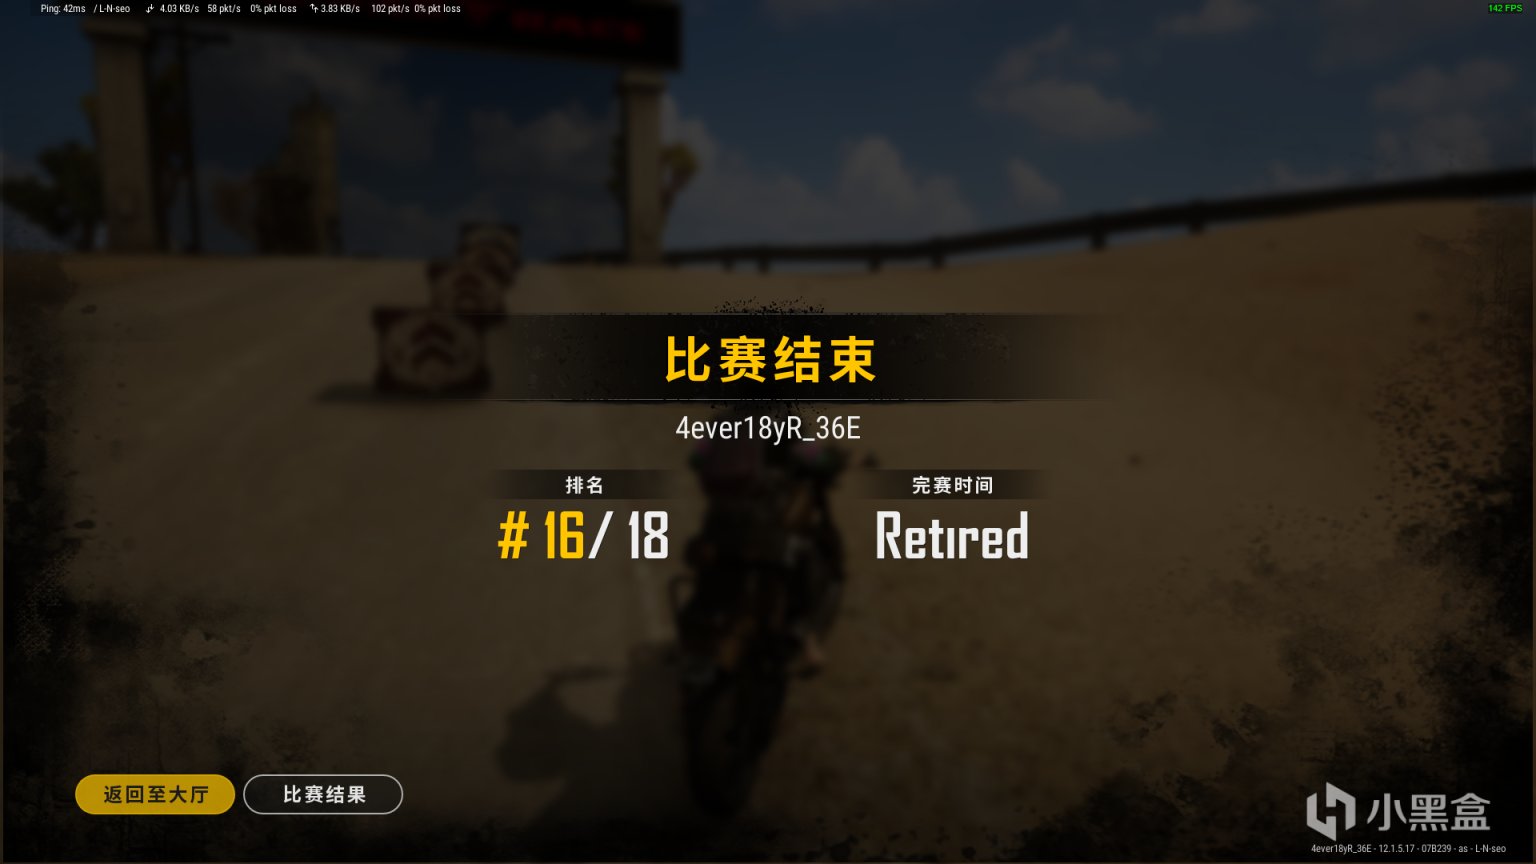 Ping: 42ms / L-N-seo 4.03 KB/s 58 pkt/s 0% pkt loss 3.83 KB/s 102 pkt/s 0% pkt loss
142 FPS
比赛结束
4ever18yR_36E
排名
完赛时间
# 16/ 18
Retired
返回至大厅
比赛结果
小黑盒
4ever18yR_36E - 12.1.5.17 - 07B239 - as - L-N-seo